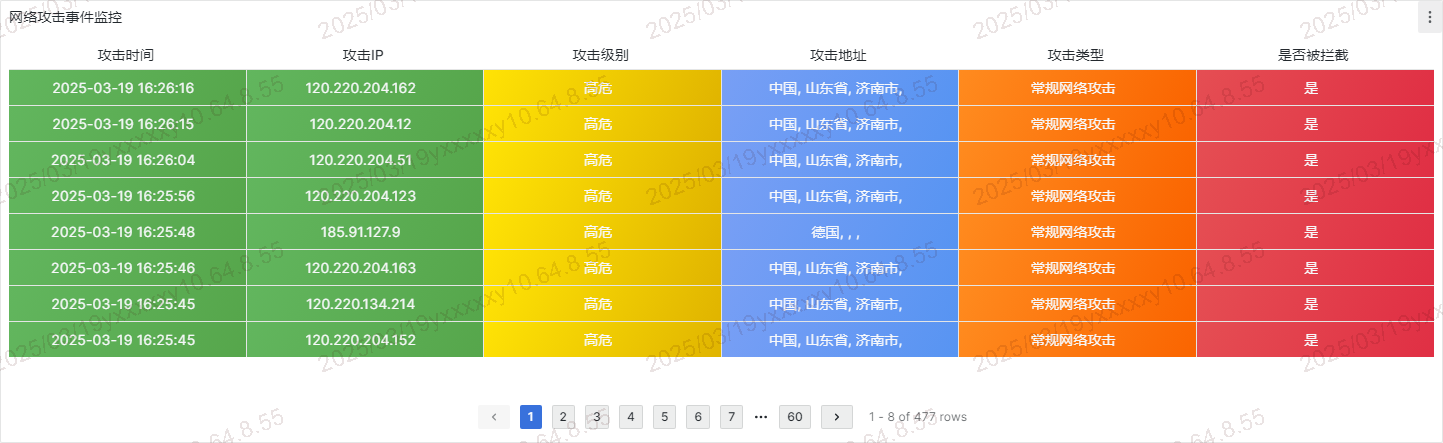 网络攻击事件监控
攻击时间 攻击IP 攻击级别 攻击地址 攻击类型 是否被拦截
2025-03-19 16:26:16 120.220.204.162 高危 中国, 山东省, 济南市, 常规网络攻击 是
2025-03-19 16:26:15 120.220.204.12 高危 中国, 山东省, 济南市, 常规网络攻击 是
2025-03-19 16:26:04 120.220.204.51 高危 中国, 山东省, 济南市, 常规网络攻击 是
2025-03-19 16:25:56 120.220.204.123 高危 中国, 山东省, 济南市, 常规网络攻击 是
2025-03-19 16:25:48 185.91.127.9 高危 德国, , , 常规网络攻击 是
2025-03-19 16:25:46 120.220.204.163 高危 中国, 山东省, 济南市, 常规网络攻击 是
2025-03-19 16:25:45 120.220.134.214 高危 中国, 山东省, 济南市, 常规网络攻击 是
2025-03-19 16:25:45 120.220.204.152 高危 中国, 山东省, 济南市, 常规网络攻击 是
1 2 3 4 5 6 7 ••• 60 1 - 8 of 477 rows
2025/03/19yxxxxxy10.64.8.55